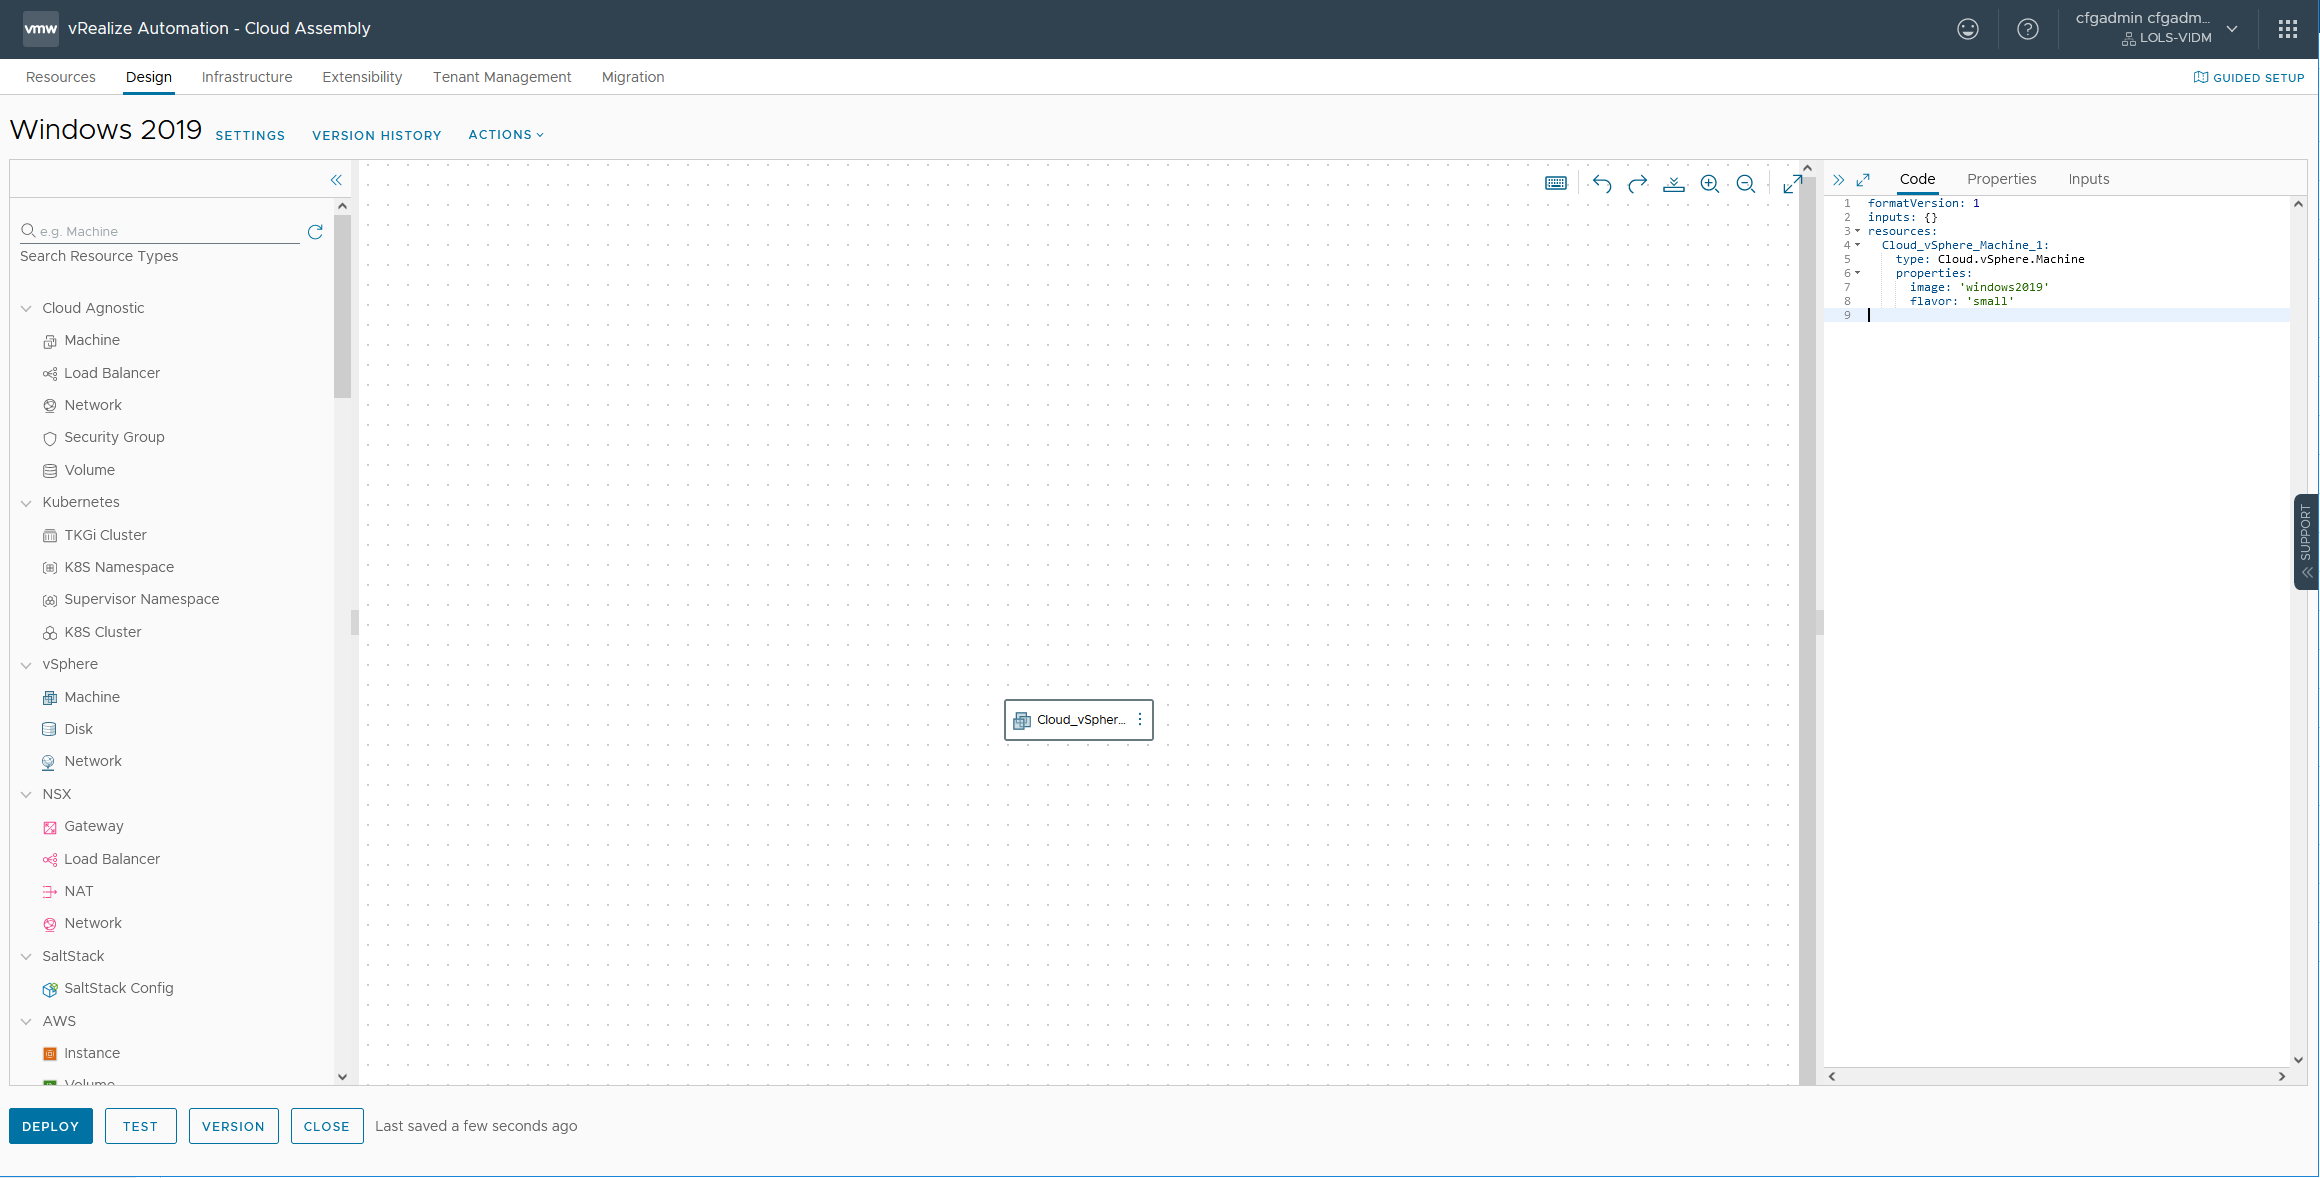 vmw vRealize Automation - Cloud Assembly
cfgadmin cfgadm...
LOLS-VIDM
Resources Design Infrastructure Extensibility Tenant Management Migration GUIDED SETUP
Windows 2019 SETTINGS VERSION HISTORY ACTIONS
e.g. Machine
Search Resource Types
Cloud Agnostic
Machine
Load Balancer
Network
Security Group
Volume
Kubernetes
TKGi Cluster
K8S Namespace
Supervisor Namespace
K8S Cluster
vSphere
Machine
Disk
Network
NSX
Gateway
Load Balancer
NAT
Network
SaltStack
SaltStack Config
AWS
Instance
Volume
Cloud_vSpher...
Code Properties Inputs
1 formatVersion: 1
2 inputs: {}
3 resources:
4 Cloud_vSphere_Machine_1:
5 type: Cloud.vSphere.Machine
6 properties:
7 image: 'windows2019'
8 flavor: 'small'
9
SUPPORT
DEPLOY TEST VERSION CLOSE Last saved a few seconds ago